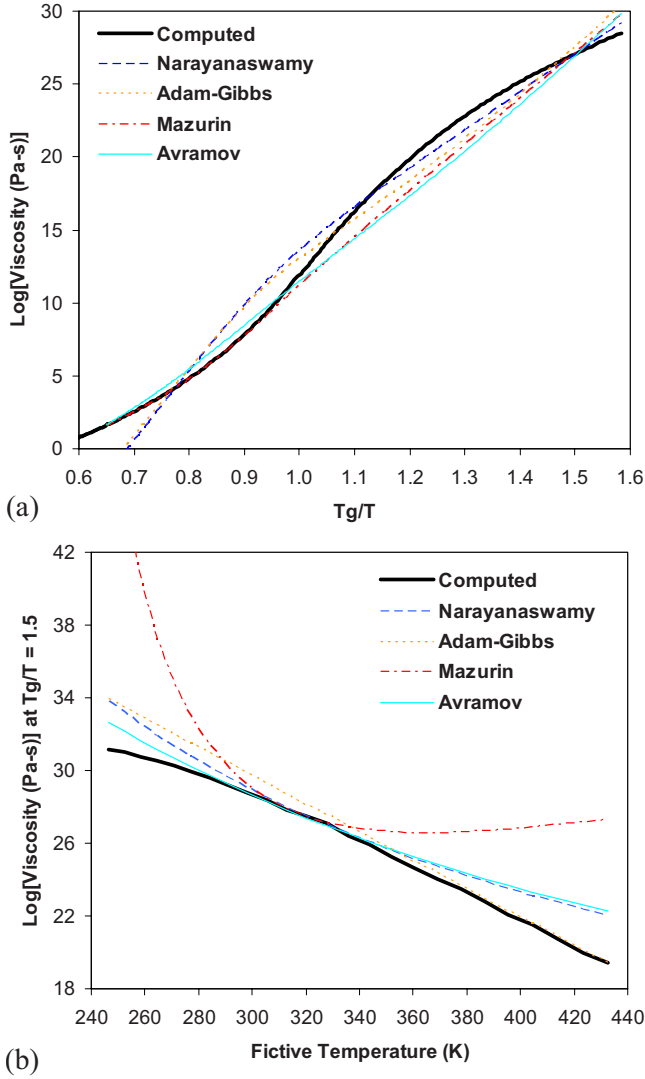 30
25
20
15
10
5
0
Log[Viscosity (Pa-s)]
Computed
Narayanaswamy
Adam-Gibbs
Mazurin
Avramov
0.6 0.7 0.8 0.9 1.0 1.1 1.2 1.3 1.4 1.5 1.6
Tg/T
(a)
42
38
34
30
26
22
18
Log[Viscosity (Pa-s)] at Tg/T = 1.5
Computed
Narayanaswamy
Adam-Gibbs
Mazurin
Avramov
240 260 280 300 320 340 360 380 400 420 440
Fictive Temperature (K)
(b)